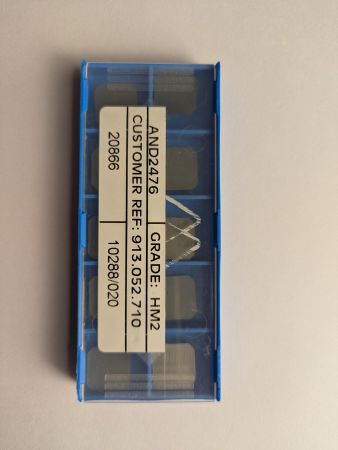 AND2476 GRADE: HM2
CUSTOMER REF: 913.052.710
20866 10288/020